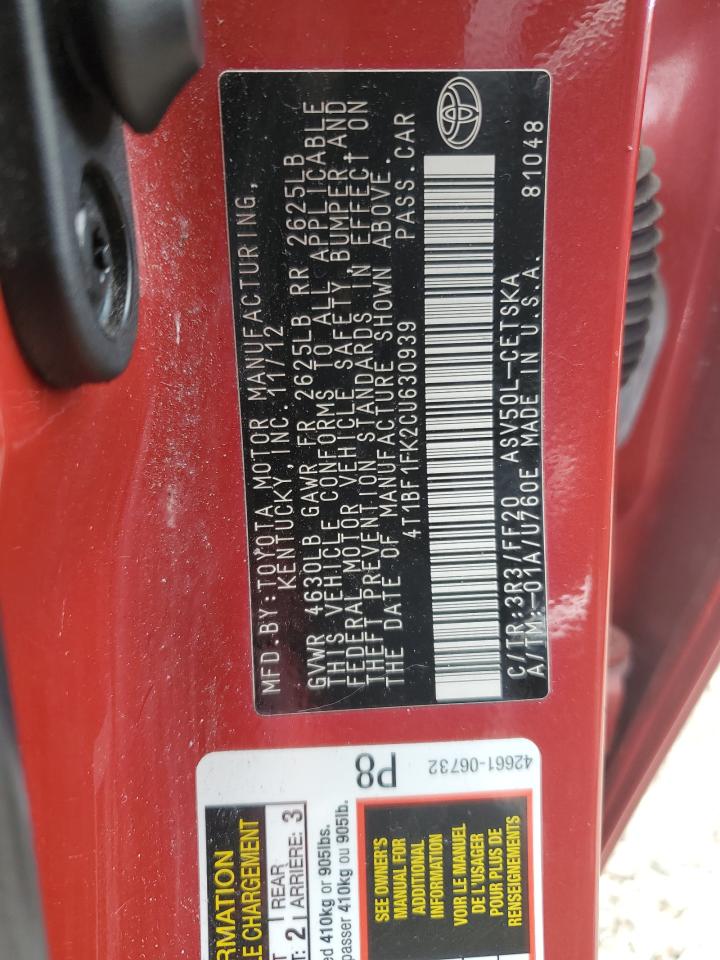 MFD.BY:TOYOTA MOTOR MANUFACTURING,
KENTUCKY, INC. 11/12
GVWR 4630LB GAWR FR 2625LB RR 2625LB
THIS VEHICLE CONFORMS TO ALL APPLICABLE
FEDERAL MOTOR VEHICLE SAFETY, BUMPER AND
THEFT PREVENTION STANDARDS IN EFFECT ON
THE DATE OF MANUFACTURE SHOWN ABOVE.
4T1BF1FK2CU630939 PASS.CAR
C/TR:3R3/FF20 ASV50L-CETSKA
A/TM:-01A/U760E MADE IN U.S.A. 81048
P8
42661-06732
RMATION
E CHARGEMENT
REAR
2 ARRIÈRE: 3
ed 410kg or 905lbs.
passer 410kg ou 905lb.
SEE OWNER'S
MANUAL FOR
ADDITIONAL
INFORMATION
VOIR LE MANUEL
DE L'USAGER
POUR PLUS DE
RENSEIGNEMENTS